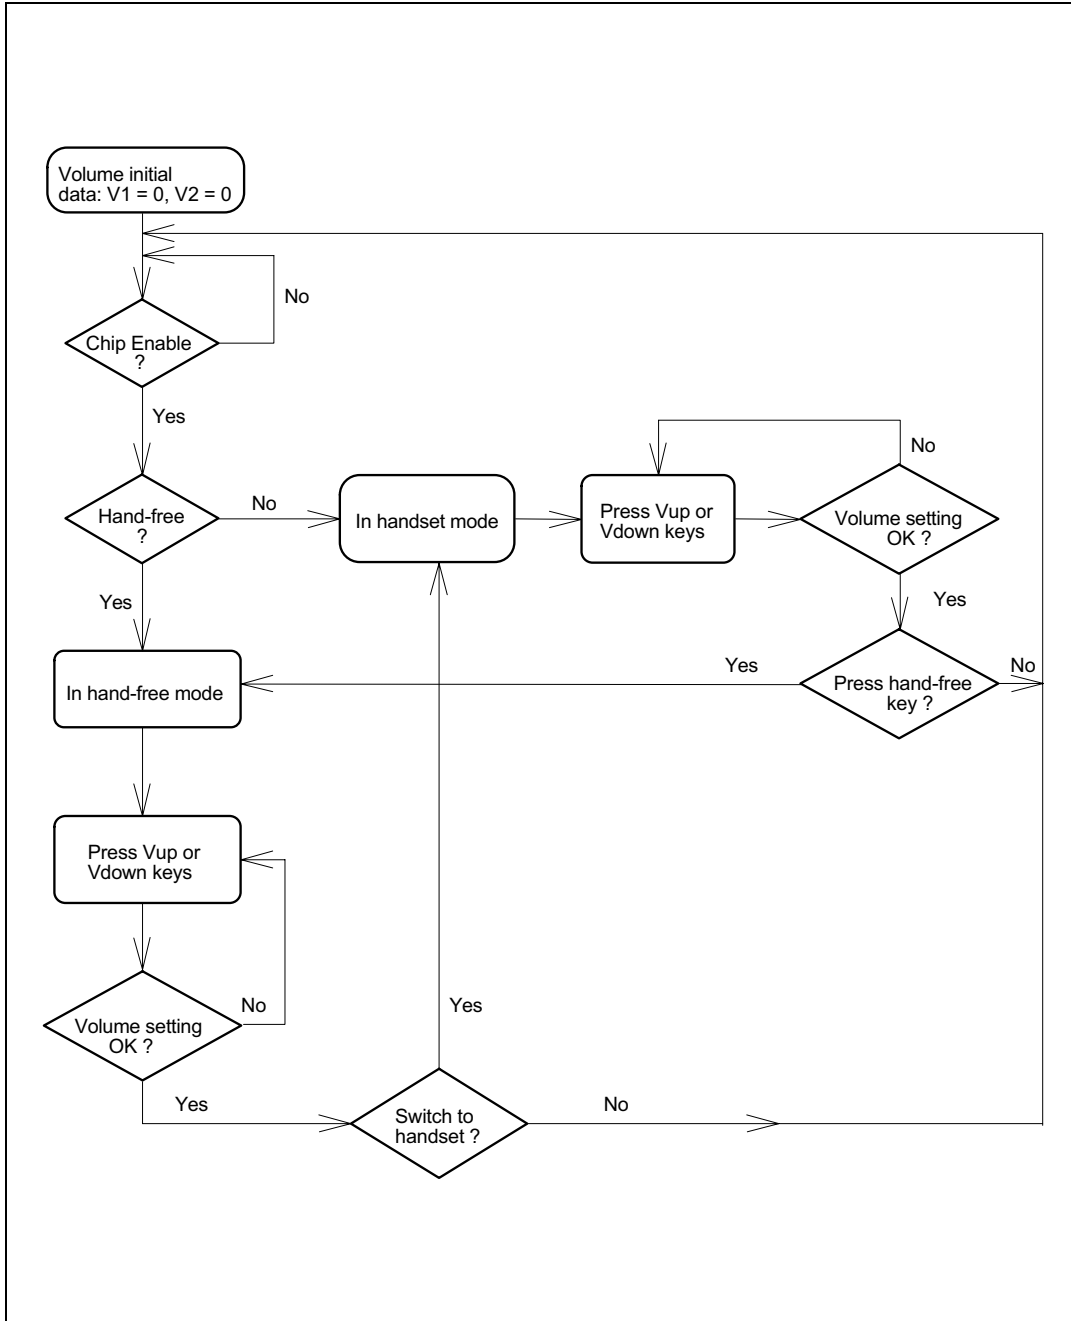 Volume initial
data: V1 = 0, V2 = 0
No
Chip Enable
?
Yes
Hand-free
?
No
In handset mode
Press Vup or
Vdown keys
No
Volume setting
OK ?
Yes
Yes
In hand-free mode
Yes
Press hand-free
key ?
No
Press Vup or
Vdown keys
Volume setting
OK ?
No
Yes
Yes
Switch to
handset ?
No